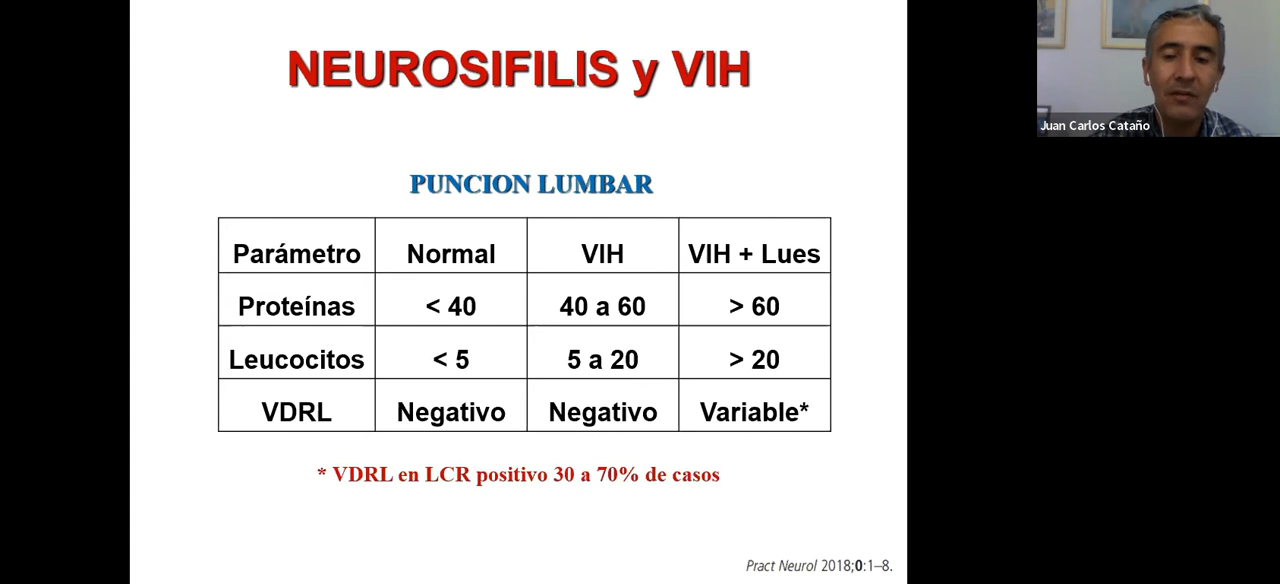 NEUROSIFILIS y VIH
Juan Carlos Cataño
PUNCION LUMBAR
Parámetro Normal VIH VIH + Lues
Proteínas < 40 40 a 60 > 60
Leucocitos < 5 5 a 20 > 20
VDRL Negativo Negativo Variable*
* VDRL en LCR positivo 30 a 70% de casos
Pract Neurol 2018;0:1–8.